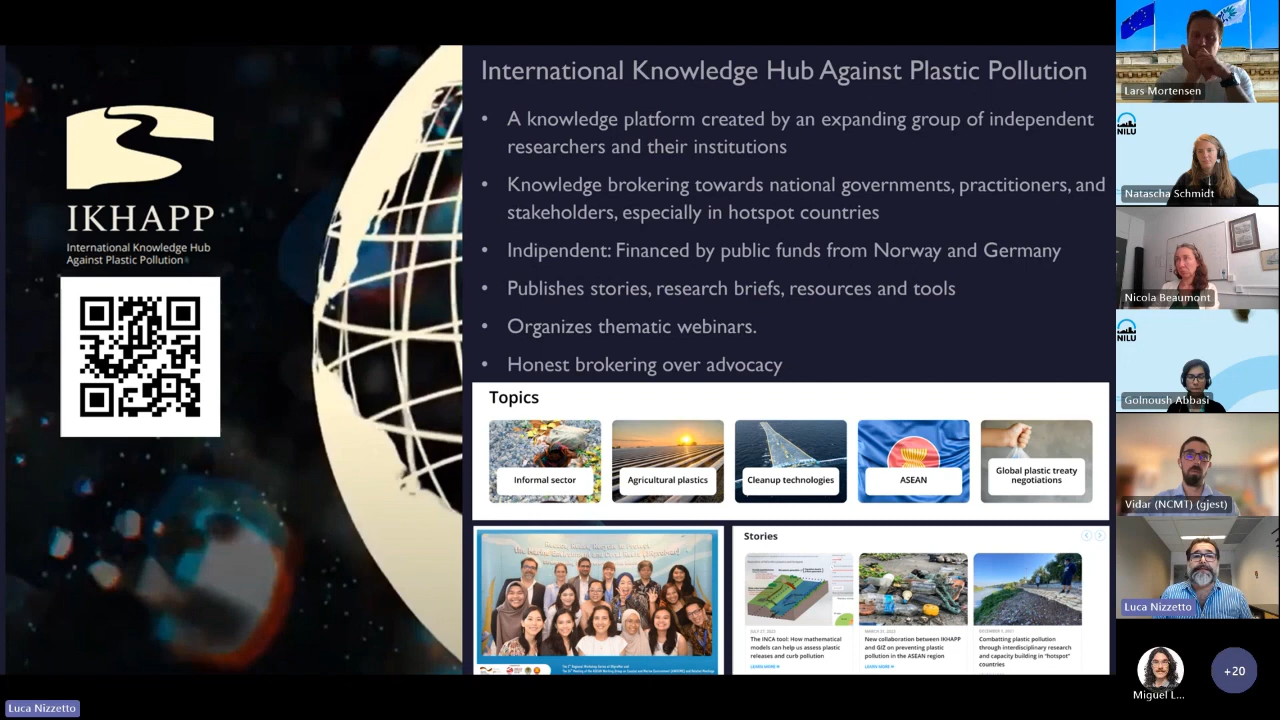 IKHAPP
International Knowledge Hub
Against Plastic Pollution
International Knowledge Hub Against Plastic Pollution
• A knowledge platform created by an expanding group of independent
researchers and their institutions
• Knowledge brokering towards national governments, practitioners, and
stakeholders, especially in hotspot countries
• Indipendent: Financed by public funds from Norway and Germany
• Publishes stories, research briefs, resources and tools
• Organizes thematic webinars.
• Honest brokering over advocacy
Topics
Informal sector
Agricultural plastics
Cleanup technologies
ASEAN
Global plastic treaty
negotiations
Stories
JULY 27, 2022
The INCA tool: How mathematical
models can help us assess plastic
releases and curb pollution
LEARN MORE
MARCH 31, 2022
New collaboration between IKHAPP
and GIZ on preventing plastic
pollution in the ASEAN region
LEARN MORE
Combatting plastic pollution
through interdisciplinary research
and capacity building in "hotspot"
countries
Lars Mortensen
NILU
Natascha Schmidt
Nicola Beaumont
NILU
Golnoush Abbasi
Vidar (NCMT) (gjest)
Luca Nizzetto
Miguel L...
+20
Luca Nizzetto